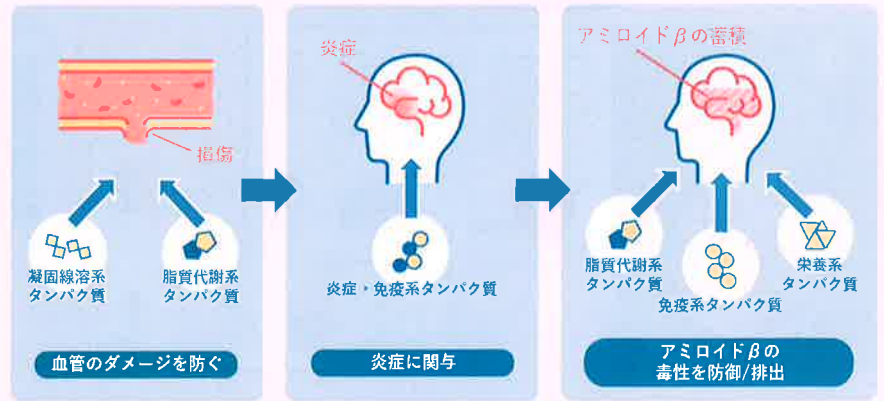 損傷
凝固線溶系
タンパク質
脂質代謝系
タンパク質
血管のダメージを防ぐ
炎症
炎症・免疫系タンパク質
炎症に関与
アミロイドβの蓄積
脂質代謝系
タンパク質
免疫系タンパク質
栄養系
タンパク質
アミロイドβの
毒性を防御/排出